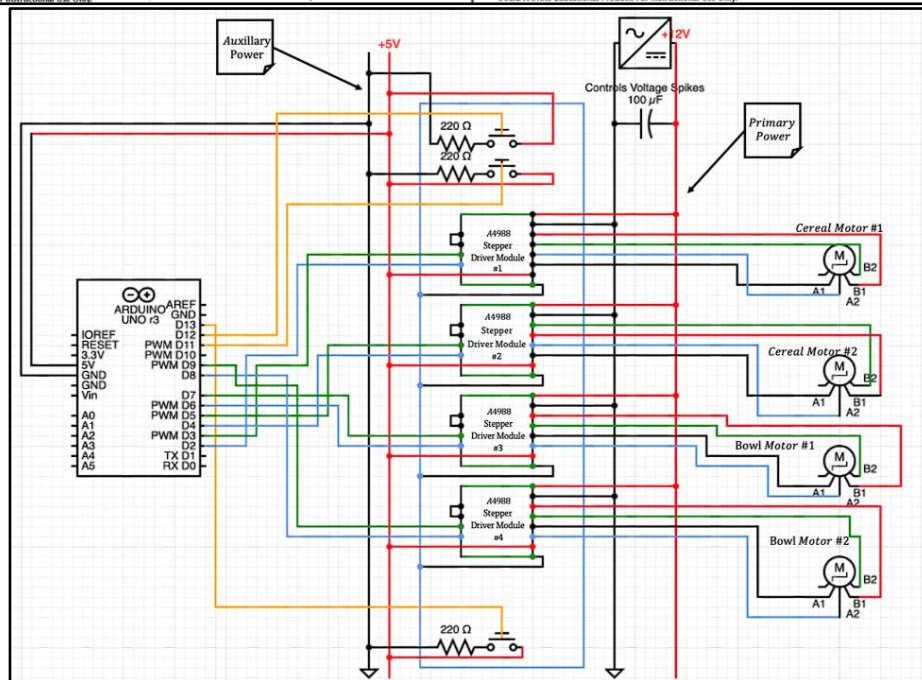 Auxillary
Power
+5V
+12V
Controls Voltage Spikes
100 µF
Primary
Power
220 Ω
220 Ω
A4988
Stepper
Driver Module
#1
Cereal Motor #1
M
B2
A1
B1
A2
ARDUINO
UNO r3
IOREF
RESET
3.3V
5V
GND
GND
Vin
A0
A1
A2
A3
A4
A5
AREF
GND
D13
D12
PWM D11
PWM D10
PWM D9
D8
D7
PWM D6
PWM D5
D4
PWM D3
D2
TX D1
RX D0
A4988
Stepper
Driver Module
#2
Cereal Motor #2
M
B2
A1
B1
A2
A4988
Stepper
Driver Module
#3
Bowl Motor #1
M
B2
A1
B1
A2
A4988
Stepper
Driver Module
#4
Bowl Motor #2
M
B2
A1
B1
A2
220 Ω